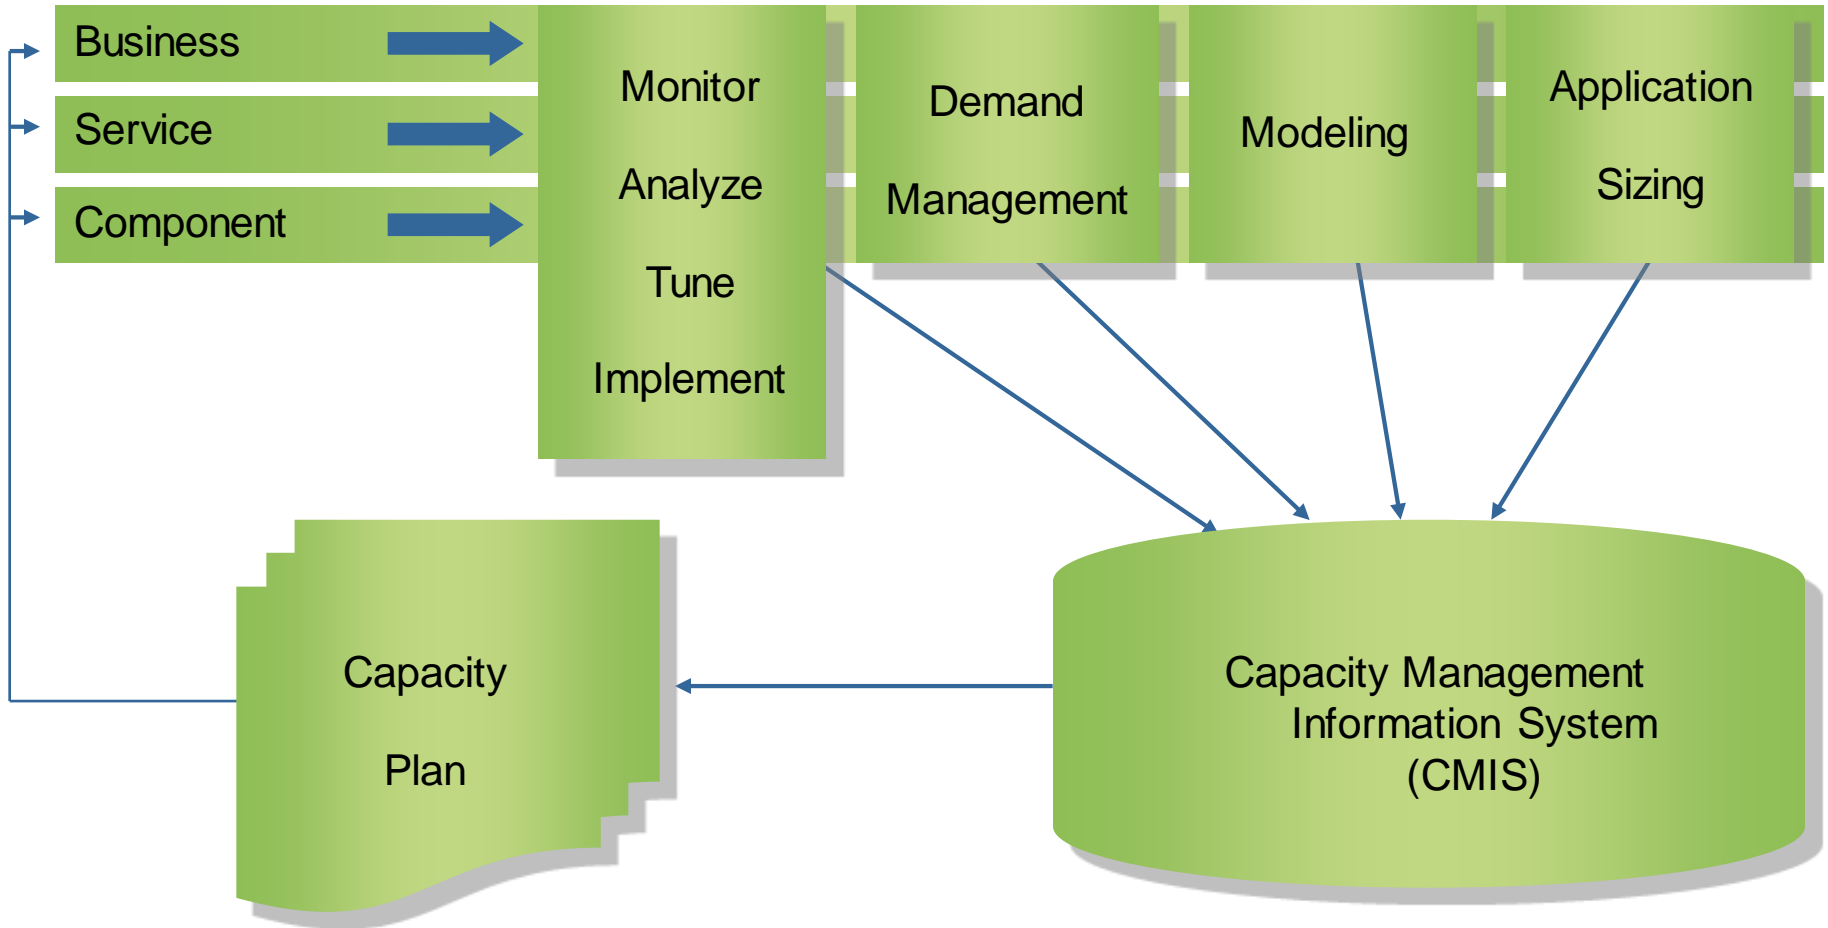 Business
Service
Component
Monitor
Analyze
Tune
Implement
Demand
Management
Modeling
Application
Sizing
Capacity
Plan
Capacity Management
Information System
(CMIS)